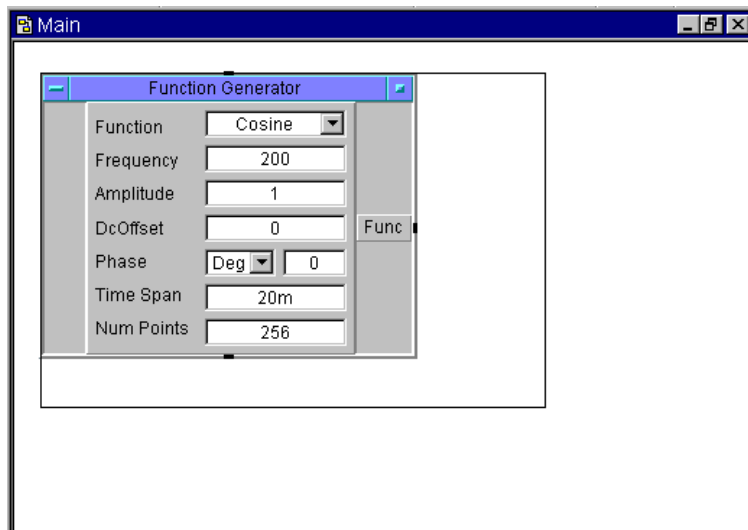 Main
Function Generator
Function Cosine
Frequency 200
Amplitude 1
DcOffset 0
Func
Phase Deg 0
Time Span 20m
Num Points 256